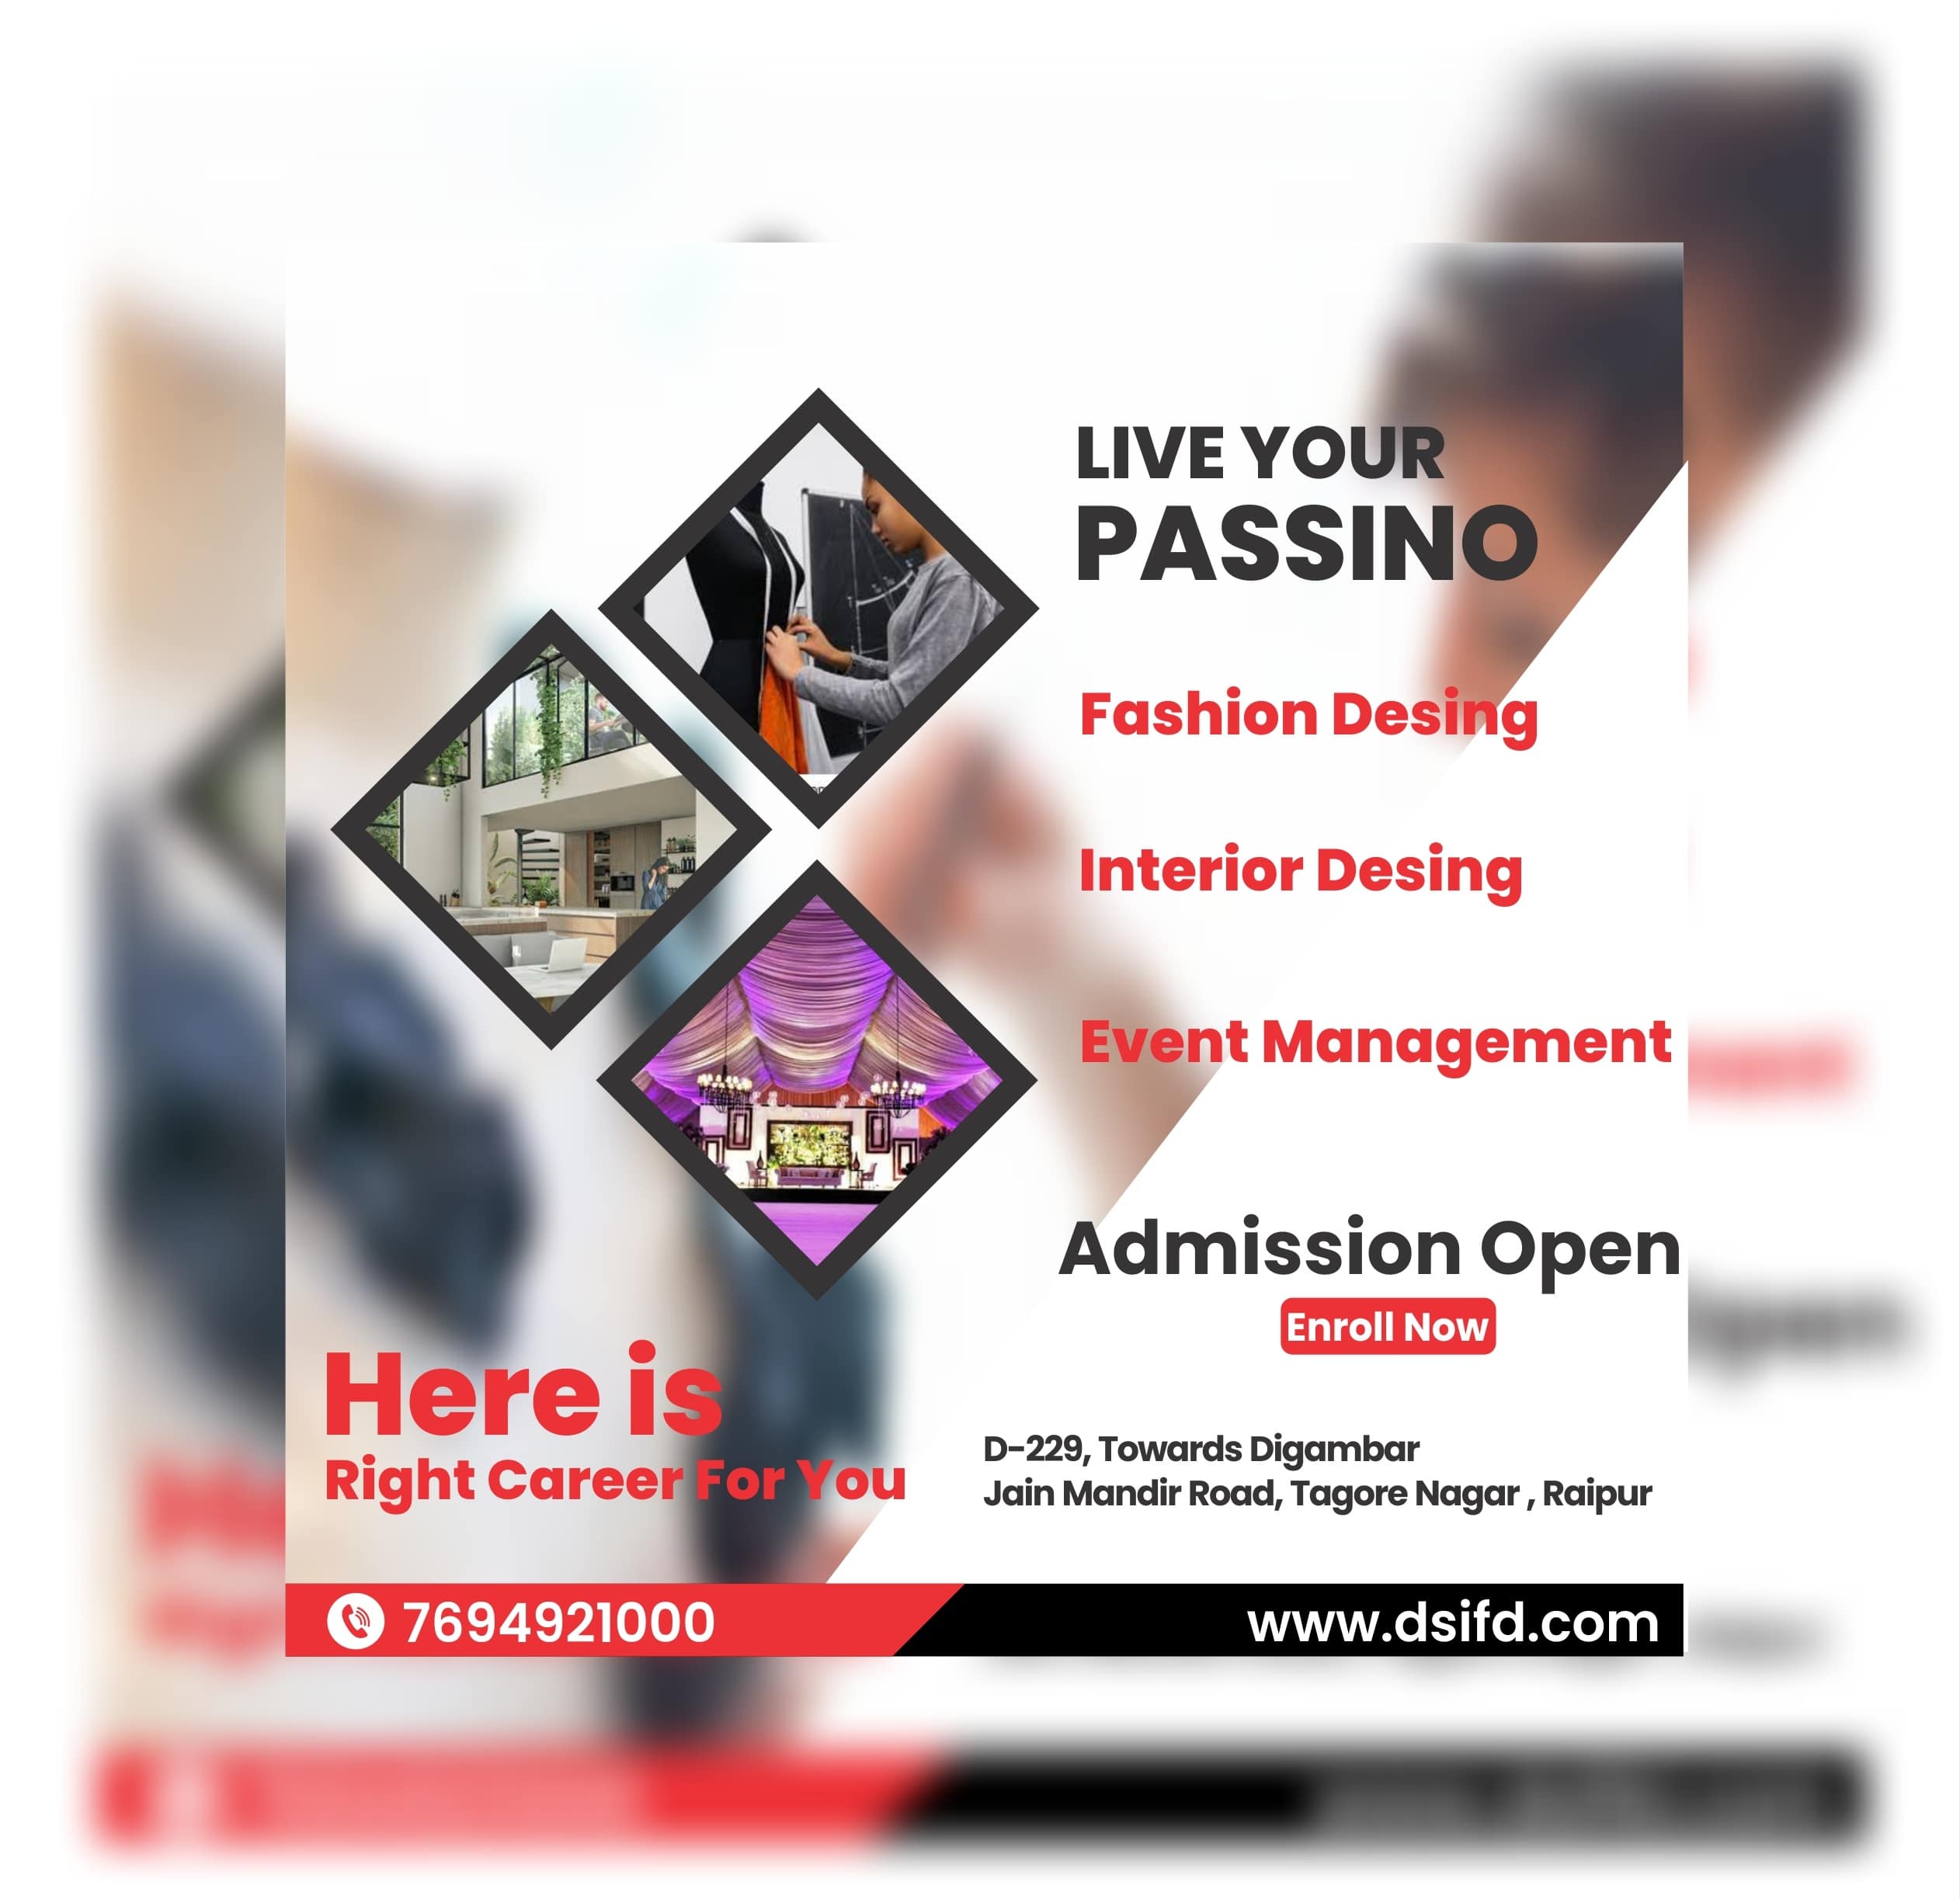 LIVE YOUR
PASSINO
Fashion Desing
Interior Desing
Event Management
Admission Open
Enroll Now
Here is
Right Career For You
D-229, Towards Digambar
Jain Mandir Road, Tagore Nagar , Raipur
7694921000
www.dsifd.com